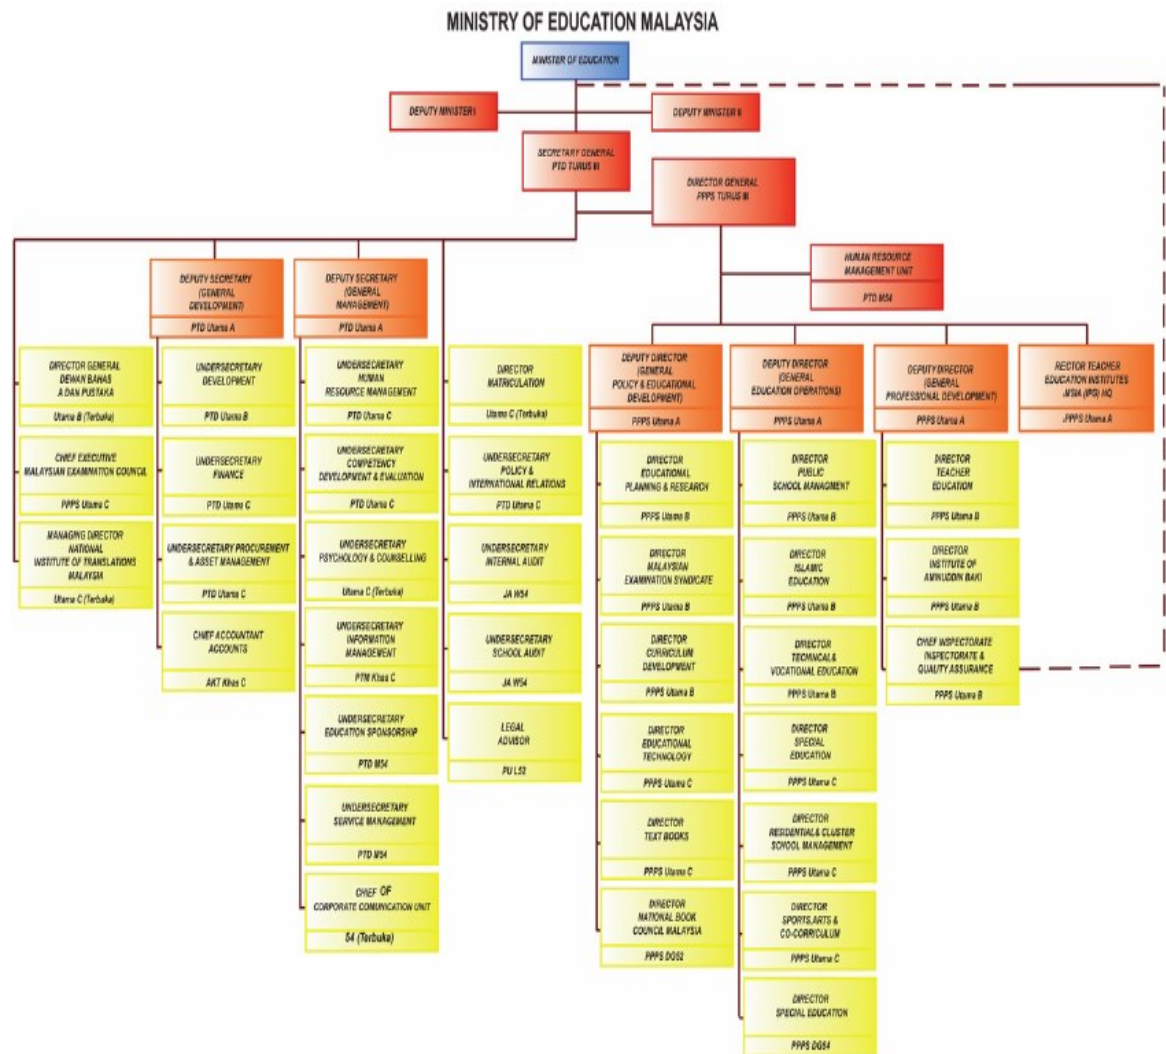 MINISTRY OF EDUCATION MALAYSIA
MINISTER OF EDUCATION
DEPUTY MINISTER I
DEPUTY MINISTER II
SECRETARY GENERAL
PTD TURUS III
DIRECTOR GENERAL
PPPS TURUS III
HUMAN RESOURCE
MANAGEMENT UNIT
PTD M54
DEPUTY SECRETARY
(GENERAL
DEVELOPMENT)
PTD Utama A
DEPUTY SECRETARY
(GENERAL
MANAGEMENT)
PTD Utama A
DIRECTOR GENERAL
DEWAN BAHAS
A DAN PUSTAKA
Utama B (Terbuka)
CHIEF EXECUTIVE
MALAYSIAN EXAMINATION COUNCIL
PPPS Utama C
MANAGING DIRECTOR
NATIONAL
INSTITUTE OF TRANSLATIONS
MALAYSIA
Utama C (Terbuka)
UNDERSECRETARY
DEVELOPMENT
PTD Utama B
UNDERSECRETARY
FINANCE
PTD Utama C
UNDERSECRETARY PROCUREMENT
& ASSET MANAGEMENT
PTD Utama C
CHIEF ACCOUNTANT
ACCOUNTS
AKT Khas C
UNDERSECRETARY
HUMAN
RESOURCE MANAGEMENT
PTD Utama C
UNDERSECRETARY
COMPETENCY
DEVELOPMENT & EVALUATION
PTD Utama C
UNDERSECRETARY
PSYCHOLOGY & COUNSELLING
Utama C (Terbuka)
UNDERSECRETARY
INFORMATION
MANAGEMENT
PTM Khas C
UNDERSECRETARY
EDUCATION SPONSORSHIP
PTD M54
UNDERSECRETARY
SERVICE MANAGEMENT
PTD M54
CHIEF OF
CORPORATE COMUNICATION UNIT
54 (Terbuka)
DIRECTOR
MATRICULATION
Utama C (Terbuka)
UNDERSECRETARY
POLICY &
INTERNATIONAL RELATIONS
PTD Utama C
UNDERSECRETARY
INTERNAL AUDIT
JA W54
UNDERSECRETARY
SCHOOL AUDIT
JA W54
LEGAL
ADVISOR
PU L52
DEPUTY DIRECTOR
(GENERAL
POLICY & EDUCATIONAL
DEVELOPMENT)
PPPS Utama A
DIRECTOR
EDUCATIONAL
PLANNING & RESEARCH
PPPS Utama B
DIRECTOR
MALAYSIAN
EXAMINATION SYNDICATE
PPPS Utama B
DIRECTOR
CURRICULUM
DEVELOPMENT
PPPS Utama B
DIRECTOR
EDUCATIONAL
TECHNOLOGY
PPPS Utama C
DIRECTOR
TEXT BOOKS
PPPS Utama C
DIRECTOR
NATIONAL BOOK
COUNCIL MALAYSIA
PPPS DG52
DEPUTY DIRECTOR
(GENERAL
EDUCATION OPERATIONS)
PPPS Utama A
DIRECTOR
PUBLIC
SCHOOL MANAGMENT
PPPS Utama B
DIRECTOR
ISLAMIC
EDUCATION
PPPS Utama B
DIRECTOR
TECHNICAL &
VOCATIONAL EDUCATION
PPPS Utama B
DIRECTOR
SPECIAL
EDUCATION
PPPS Utama C
DIRECTOR
RESIDENTIAL & CLUSTER
SCHOOL MANAGEMENT
PPPS Utama C
DIRECTOR
SPORTS, ARTS &
CO-CORRICULUM
PPPS Utama C
DIRECTOR
SPECIAL EDUCATION
PPPS DG54
DEPUTY DIRECTOR
(GENERAL
PROFESSIONAL DEVELOPMENT)
PPPS Utama A
DIRECTOR
TEACHER
EDUCATION
PPPS Utama B
DIRECTOR
INSTITUTE OF
AMINUDDIN BAKI
PPPS Utama B
CHIEF INSPECTORATE
INSPECTORATE &
QUALITY ASSURANCE
PPPS Utama B
RECTOR TEACHER
EDUCATION INSTITUTES
.MSIA (IPG) HQ
.PPPS Utama A